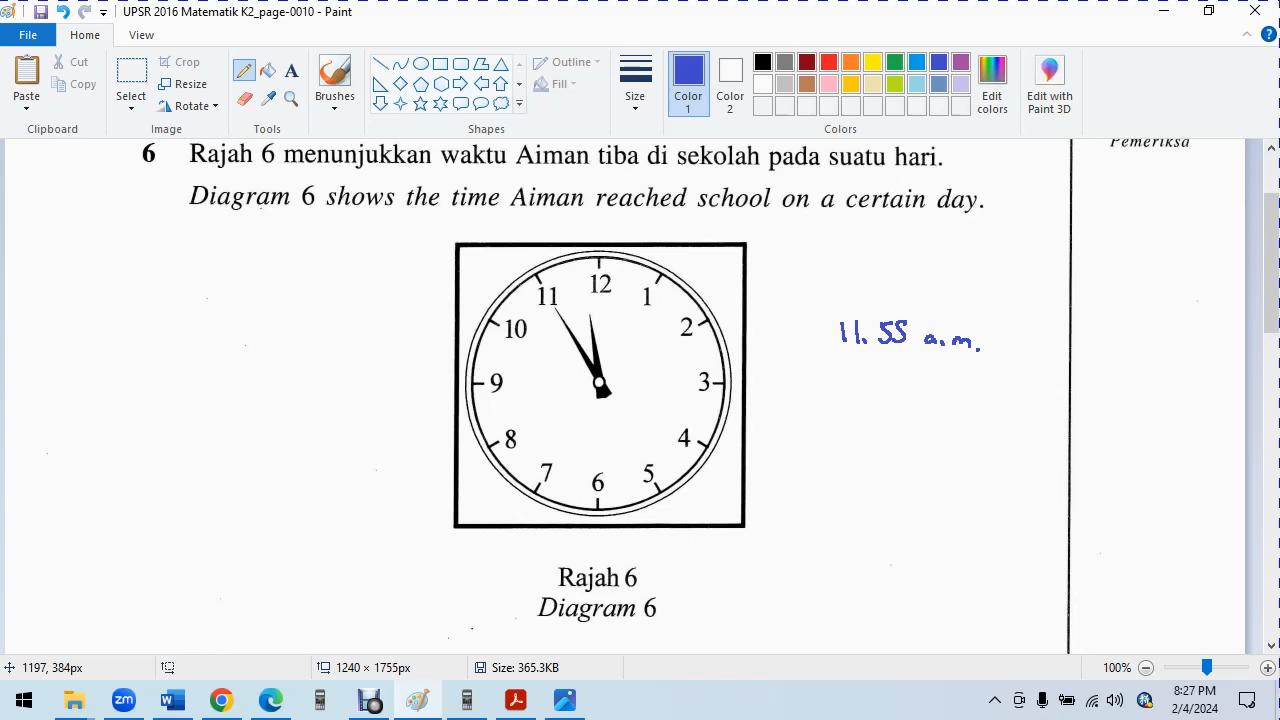 UPSR 2016 Matematik K2_page-0010 - Paint
File Home View
Paste Cut Copy Select Crop Resize Rotate A Brushes Outline Fill Size Color 1 Color 2 Edit colors Edit with Paint 3D
Clipboard Image Tools Shapes Colors
Pemeriksa
6 Rajah 6 menunjukkan waktu Aiman tiba di sekolah pada suatu hari.
Diagram 6 shows the time Aiman reached school on a certain day.
12
11 1
10 2
9 3
8 4
7 5
6
11.55 a.m.
Rajah 6
Diagram 6
1197, 384px 1240 × 1755px Size: 365.3KB 100%
zm W 8:27 PM
2/4/2024